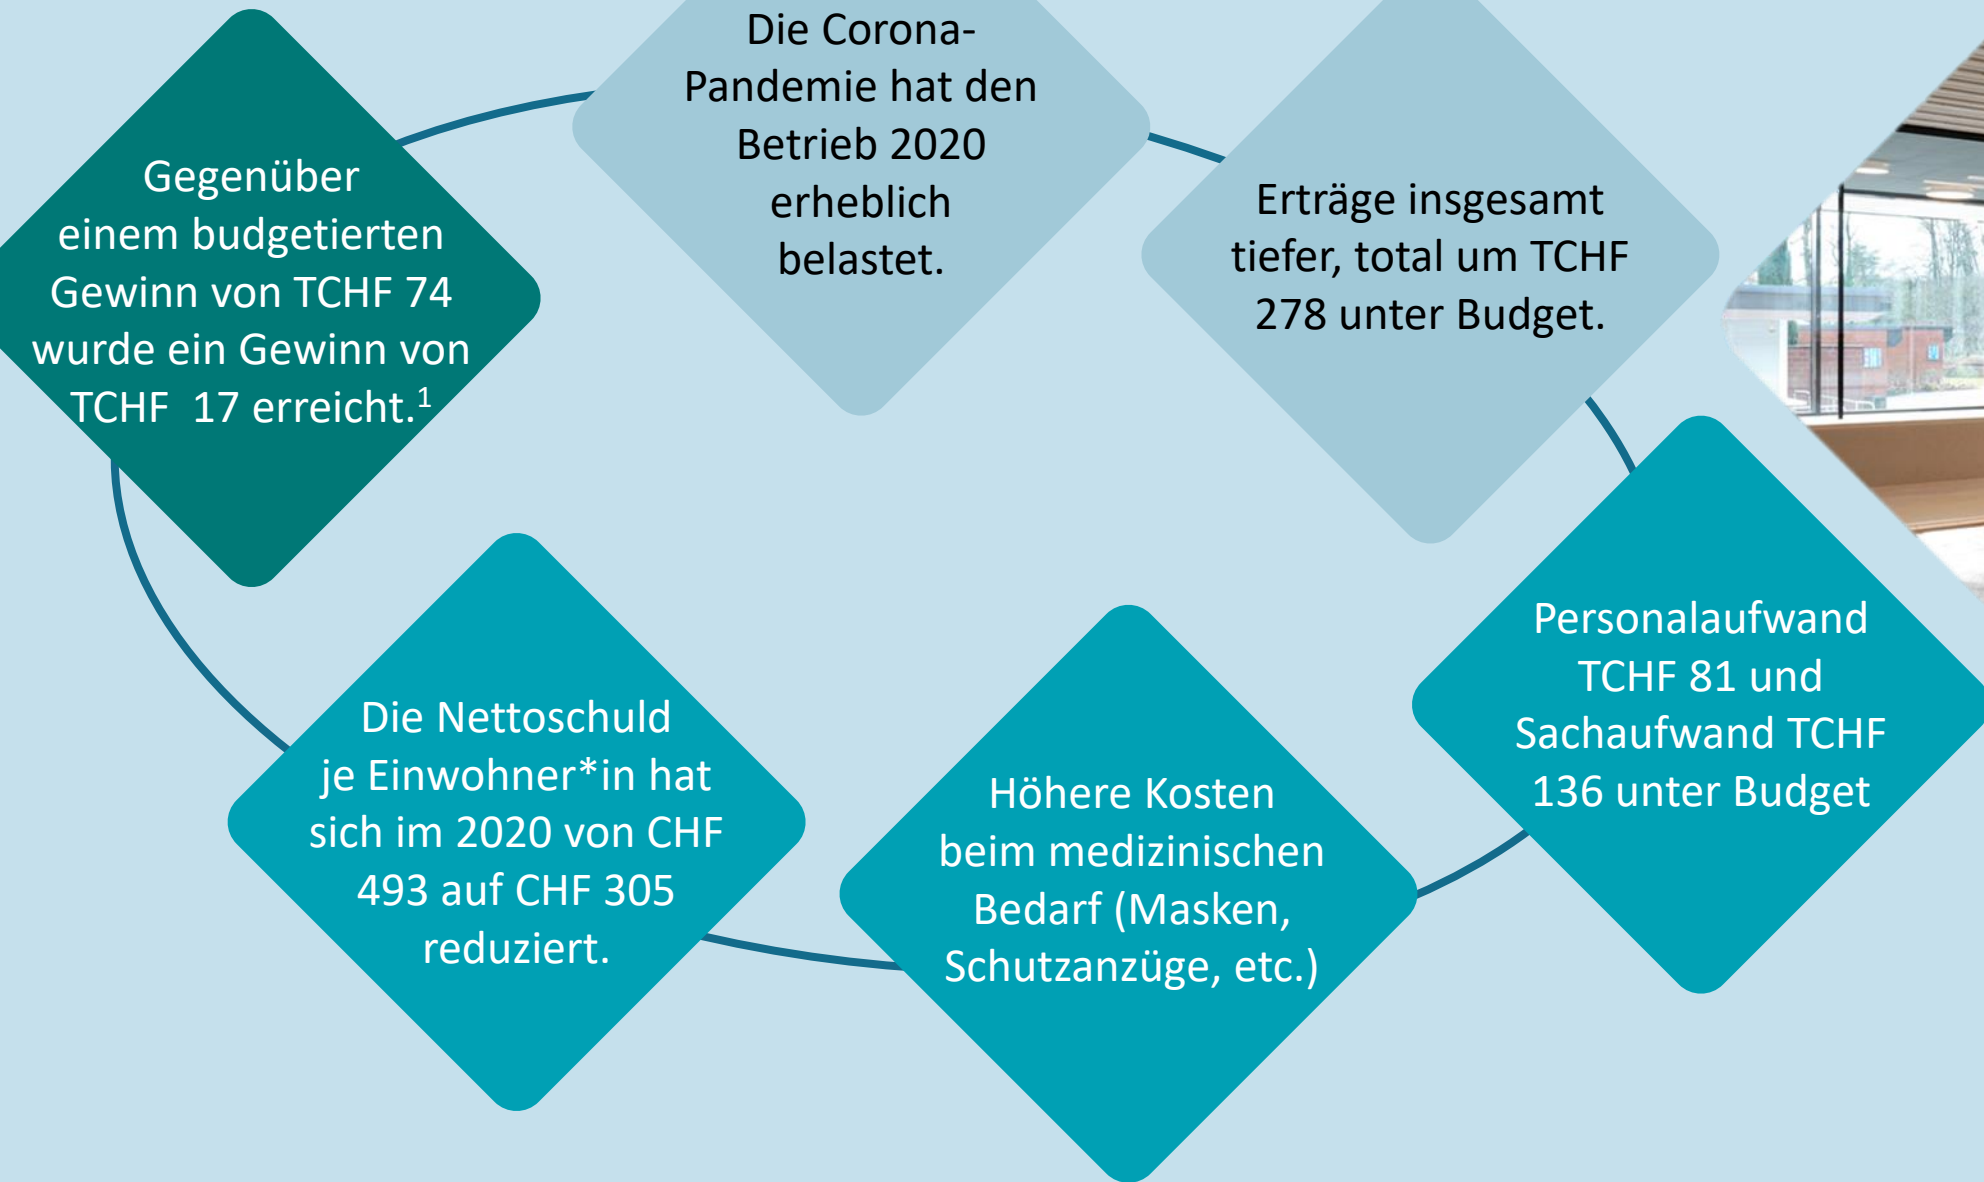 Gegenüber
einem budgetierten
Gewinn von TCHF 74
wurde ein Gewinn von
TCHF  17 erreicht.¹
Die Corona-
Pandemie hat den
Betrieb 2020
erheblich
belastet.
Erträge insgesamt
tiefer, total um TCHF
278 unter Budget.
Personalaufwand
TCHF 81 und
Sachaufwand TCHF
136 unter Budget
Höhere Kosten
beim medizinischen
Bedarf (Masken,
Schutzanzüge, etc.)
Die Nettoschuld
je Einwohner*in hat
sich im 2020 von CHF
493 auf CHF 305
reduziert.